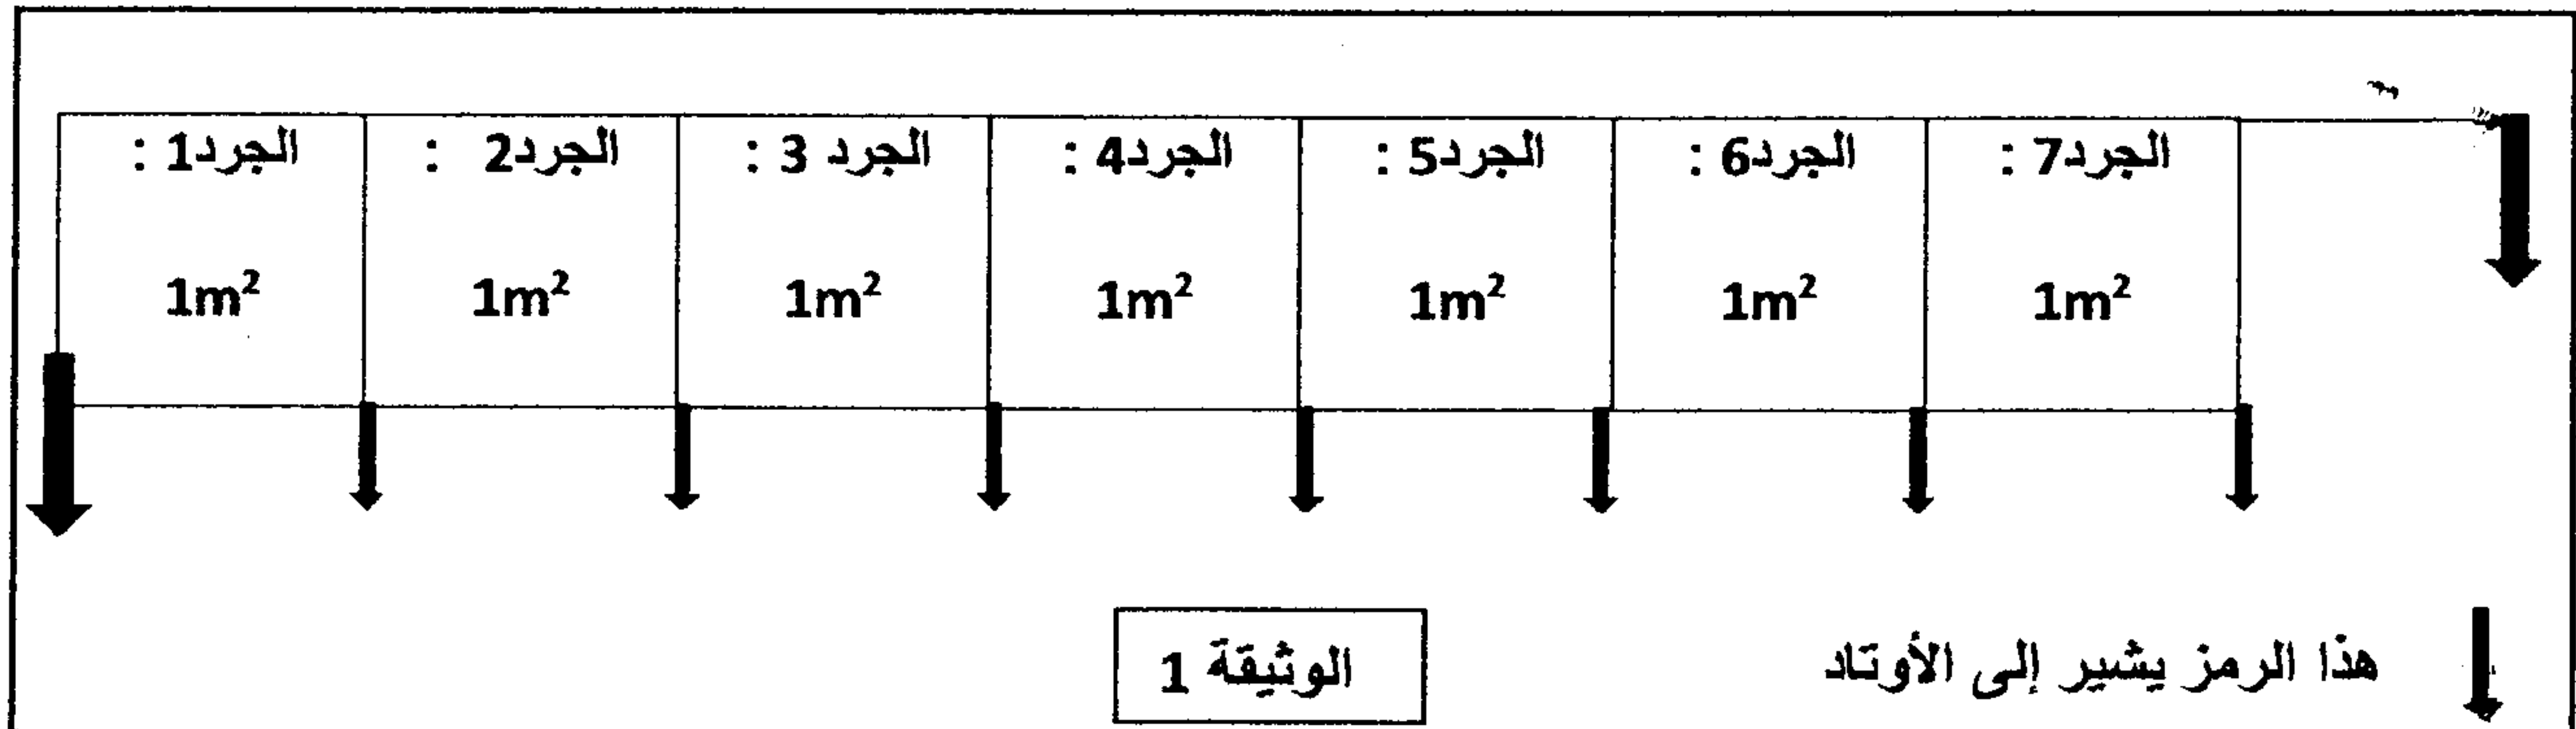 الجرد1 :
1m²
الجرد2 :
1m²
الجرد 3 :
1m²
الجرد4 :
1m²
الجرد5 :
1m²
الجرد6 :
1m²
الجرد7 :
1m²
هذا الرمز يشير إلى الأوتاد
الوثيقة 1